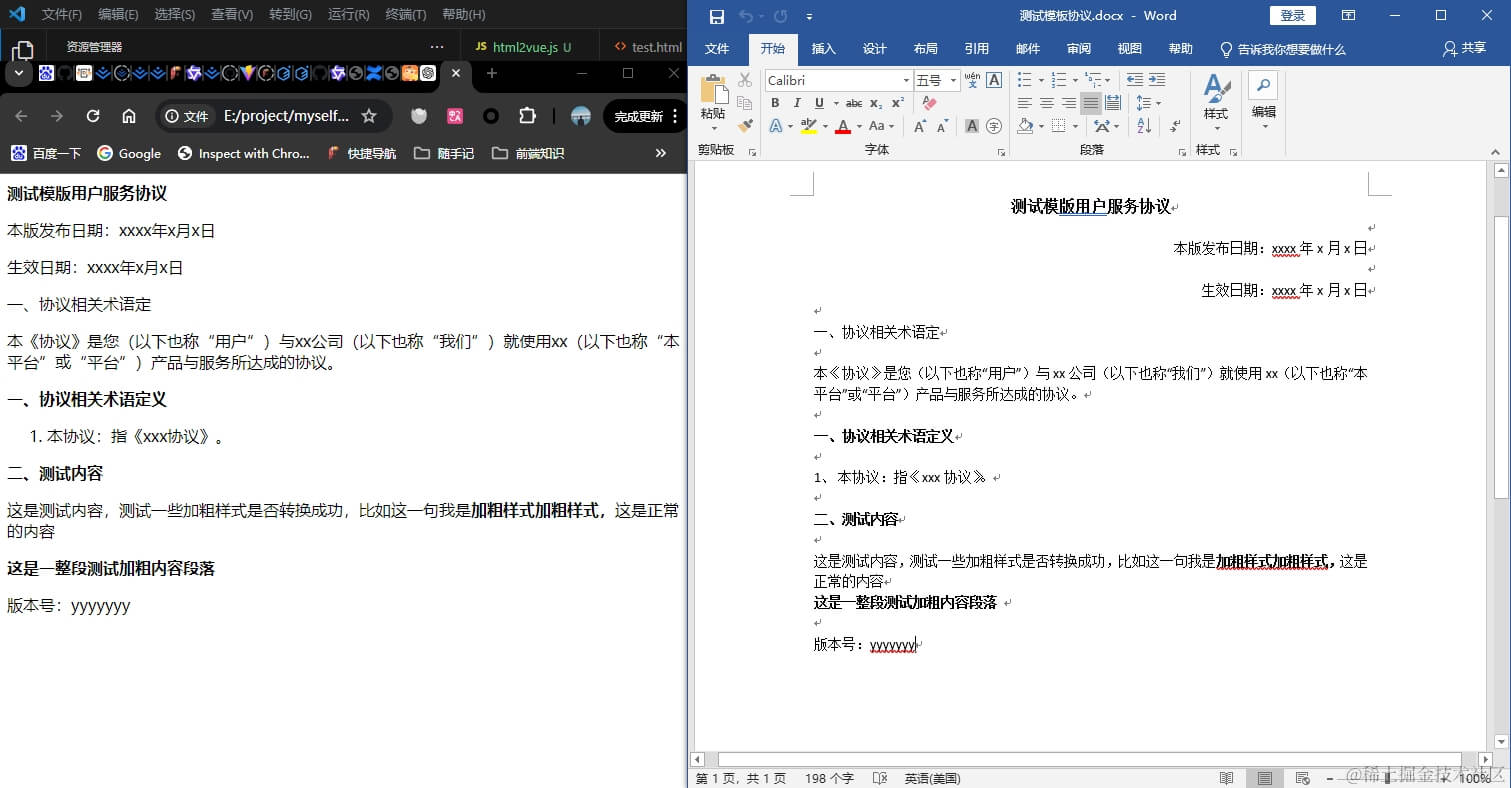 文件(F) 编辑(E) 选择(S) 查看(V) 转到(G) 运行(R) 终端(T) 帮助(H)
资源管理器 ... JS html2vue.js U <> test.html
文件 E:/project/myself... 完成更新
百度一下 Google Inspect with Chro... 快捷导航 随手记 前端知识 »
测试模版用户服务协议
本版发布日期：xxxx年x月x日
生效日期：xxxx年x月x日
一、协议相关术语定
本《协议》是您（以下也称“用户”）与xx公司（以下也称“我们”）就使用xx（以下也称“本
平台”或“平台”）产品与服务所达成的协议。
一、协议相关术语定义
1. 本协议：指《xxx协议》。
二、测试内容
这是测试内容，测试一些加粗样式是否转换成功，比如这一句我是加粗样式加粗样式，这是正常
的内容
这是一整段测试加粗内容段落
版本号：yyyyyyy
测试模板协议.docx - Word 登录
文件 开始 插入 设计 布局 引用 邮件 审阅 视图 帮助 告诉我你想要做什么 共享
粘贴 Calibri 五号 wén 文 A
B I U abc x₂ x² 样式 编辑
A aby A Aa A A A 字 A Z
剪贴板 字体 段落 样式
测试模版用户服务协议
本版发布日期：xxxx 年 x 月 x 日
生效日期：xxxx 年 x 月 x 日
一、协议相关术语定
本《协议》是您（以下也称“用户”）与 xx 公司（以下也称“我们”）就使用 xx（以下也称“本
平台”或“平台”）产品与服务所达成的协议。
一、协议相关术语定义
1、 本协议：指《xxx 协议》。
二、测试内容
这是测试内容，测试一些加粗样式是否转换成功，比如这一句我是加粗样式加粗样式，这是
正常的内容
这是一整段测试加粗内容段落
版本号：yyyyyyy
第 1 页，共 1 页 198 个字 英语(美国) 100%
@稀土掘金技术社区